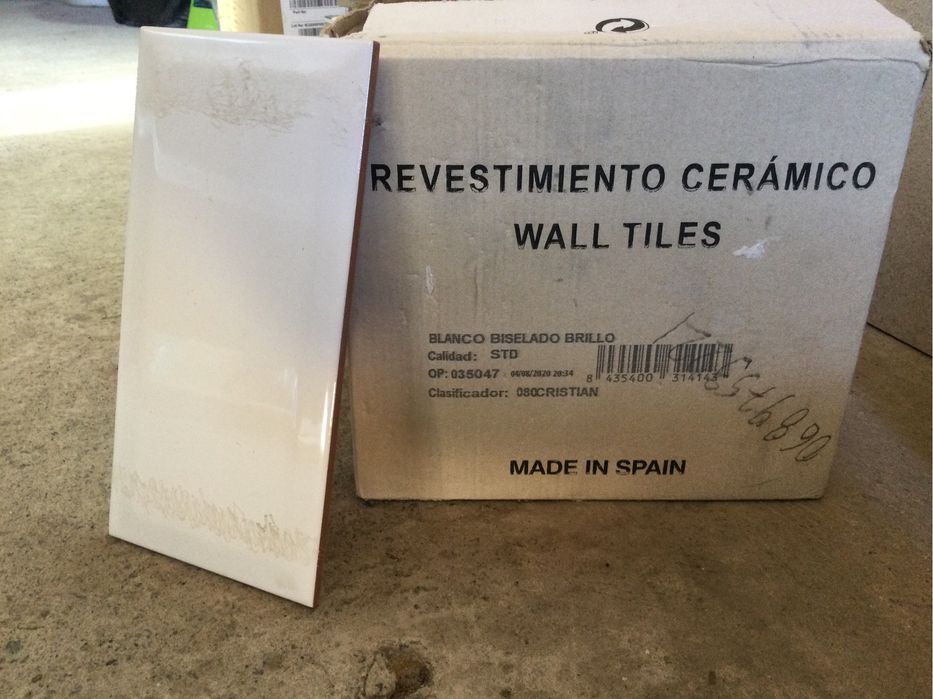 REVESTIMIENTO CERÁMICO
WALL TILES
BLANCO BISELADO BRILLO
Calidad: STD
OP: 035047 04/08/2020 20:34
Clasificador: 080CRISTIAN
8 435400 314143
MADE IN SPAIN